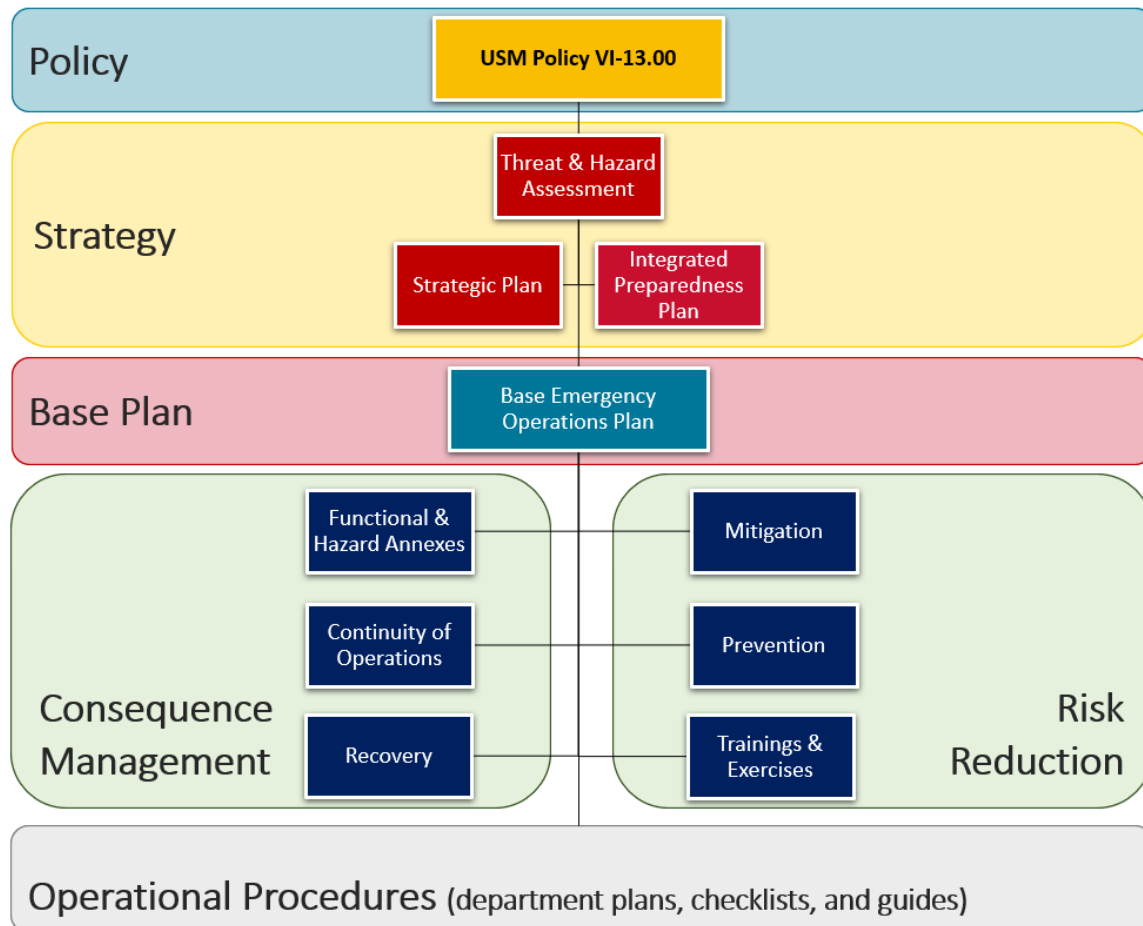 Policy
USM Policy VI-13.00
Strategy
Threat & Hazard
Assessment
Strategic Plan
Integrated
Preparedness
Plan
Base Plan
Base Emergency
Operations Plan
Consequence
Management
Functional &
Hazard Annexes
Continuity of
Operations
Recovery
Mitigation
Prevention
Trainings &
Exercises
Risk
Reduction
Operational Procedures (department plans, checklists, and guides)